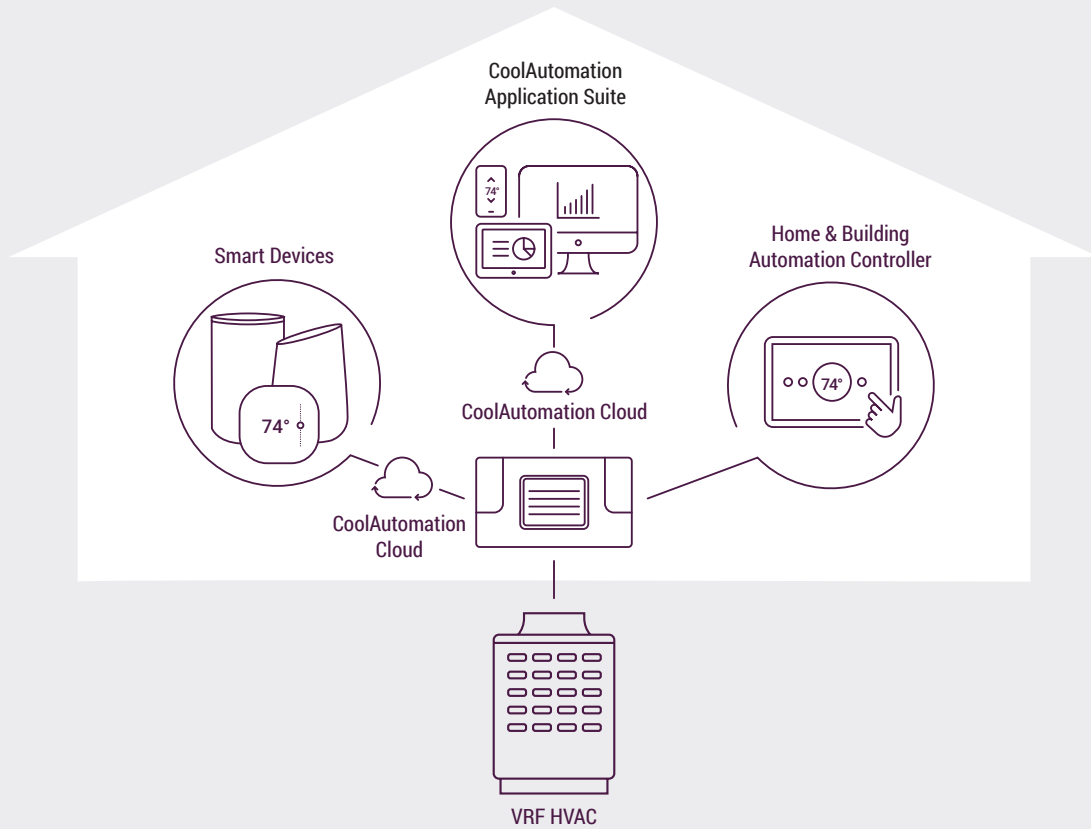 CoolAutomation
Application Suite
74°
Smart Devices
Home & Building
Automation Controller
74°
74°
CoolAutomation Cloud
CoolAutomation
Cloud
VRF HVAC